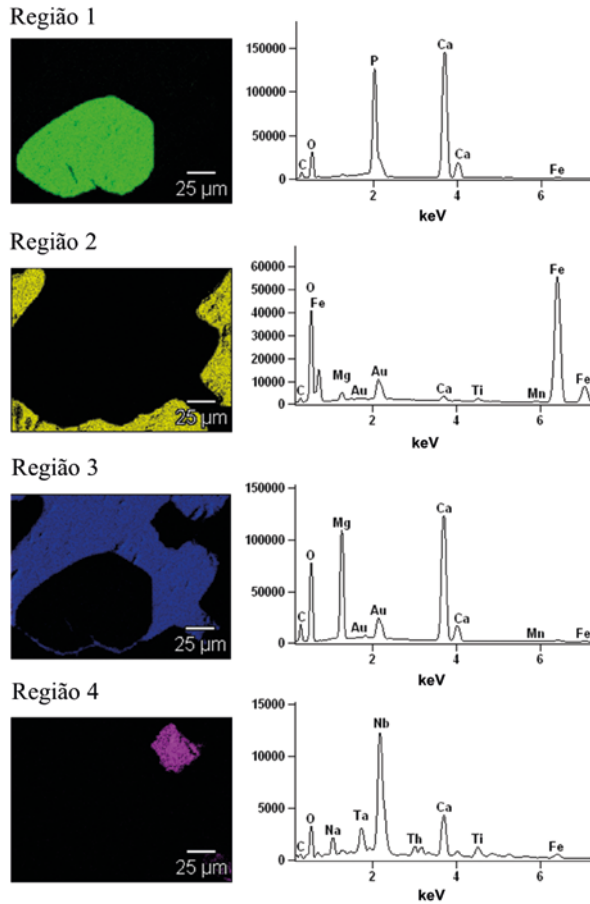 Região 1
25 µm
150000
100000
50000
0
C
O
P
Ca
Ca
Fe
2
4
6
keV
Região 2
25 µm
60000
50000
40000
30000
20000
10000
0
C
O
Fe
Mg
Au
Au
Ca
Ti
Mn
Fe
Fe
2
4
6
keV
Região 3
25 µm
150000
100000
50000
0
C
O
Mg
Au
Au
Ca
Ca
Mn
Fe
2
4
6
keV
Região 4
25 µm
15000
10000
5000
0
C
O
Na
Ta
Nb
Th
Ca
Ti
Fe
2
4
6
keV